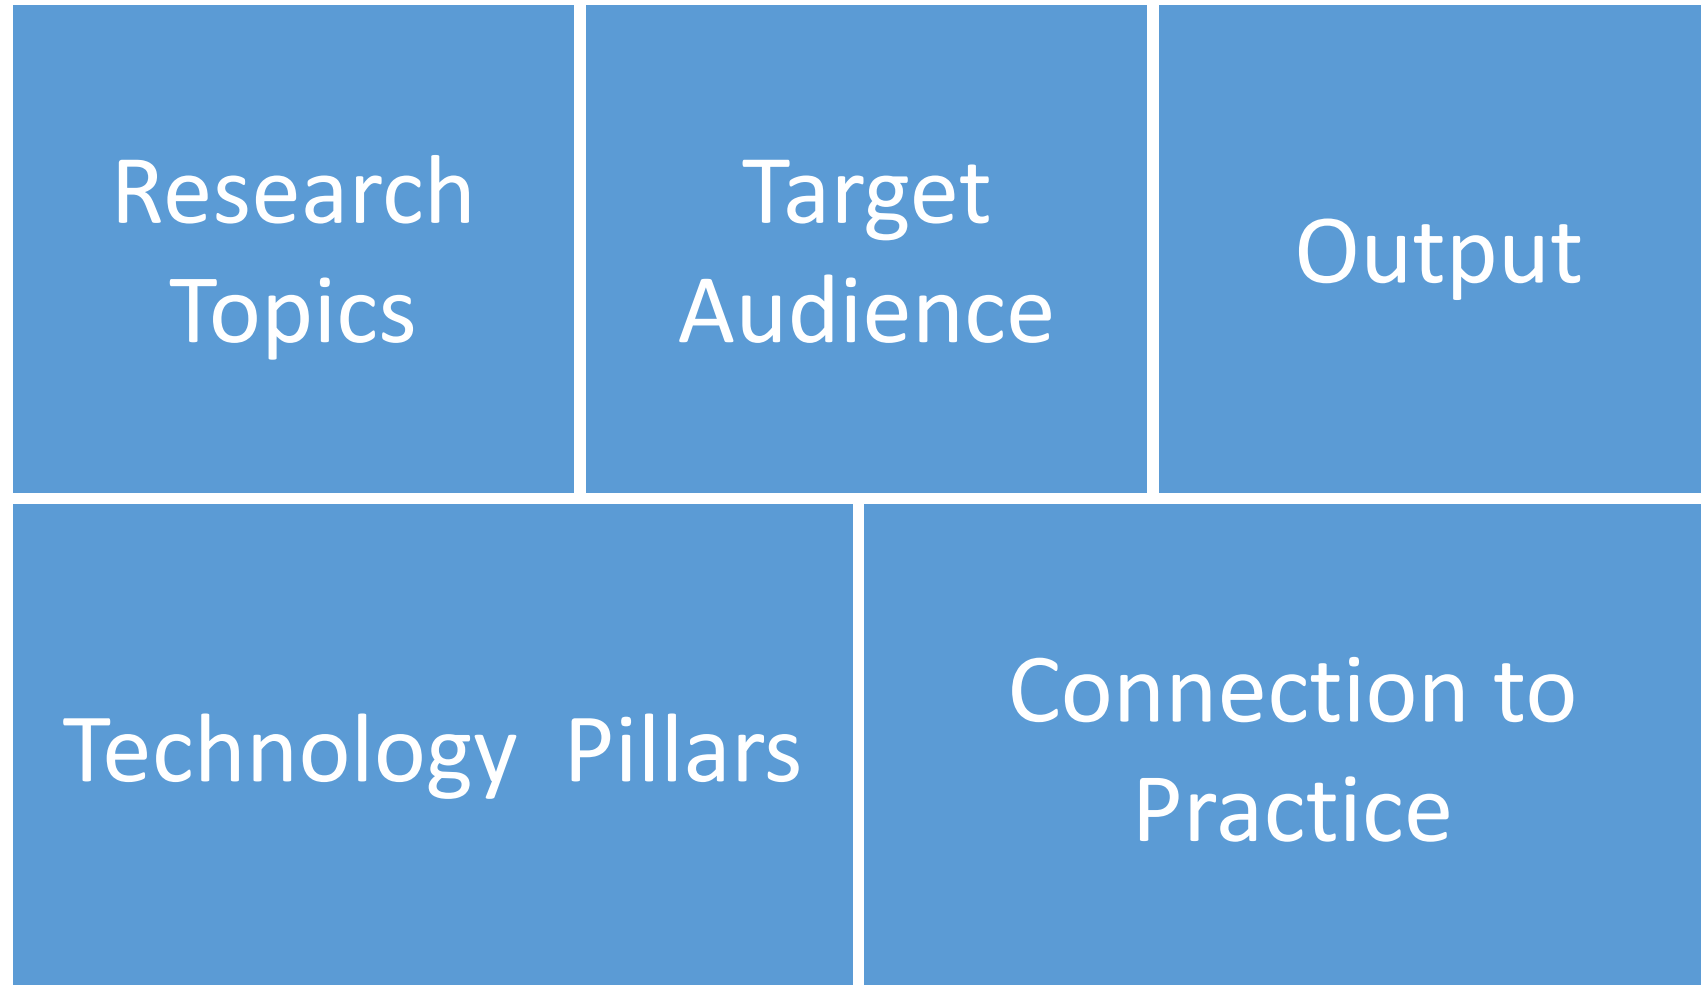 Research
Topics
Target
Audience
Output
Technology  Pillars
Connection to
Practice